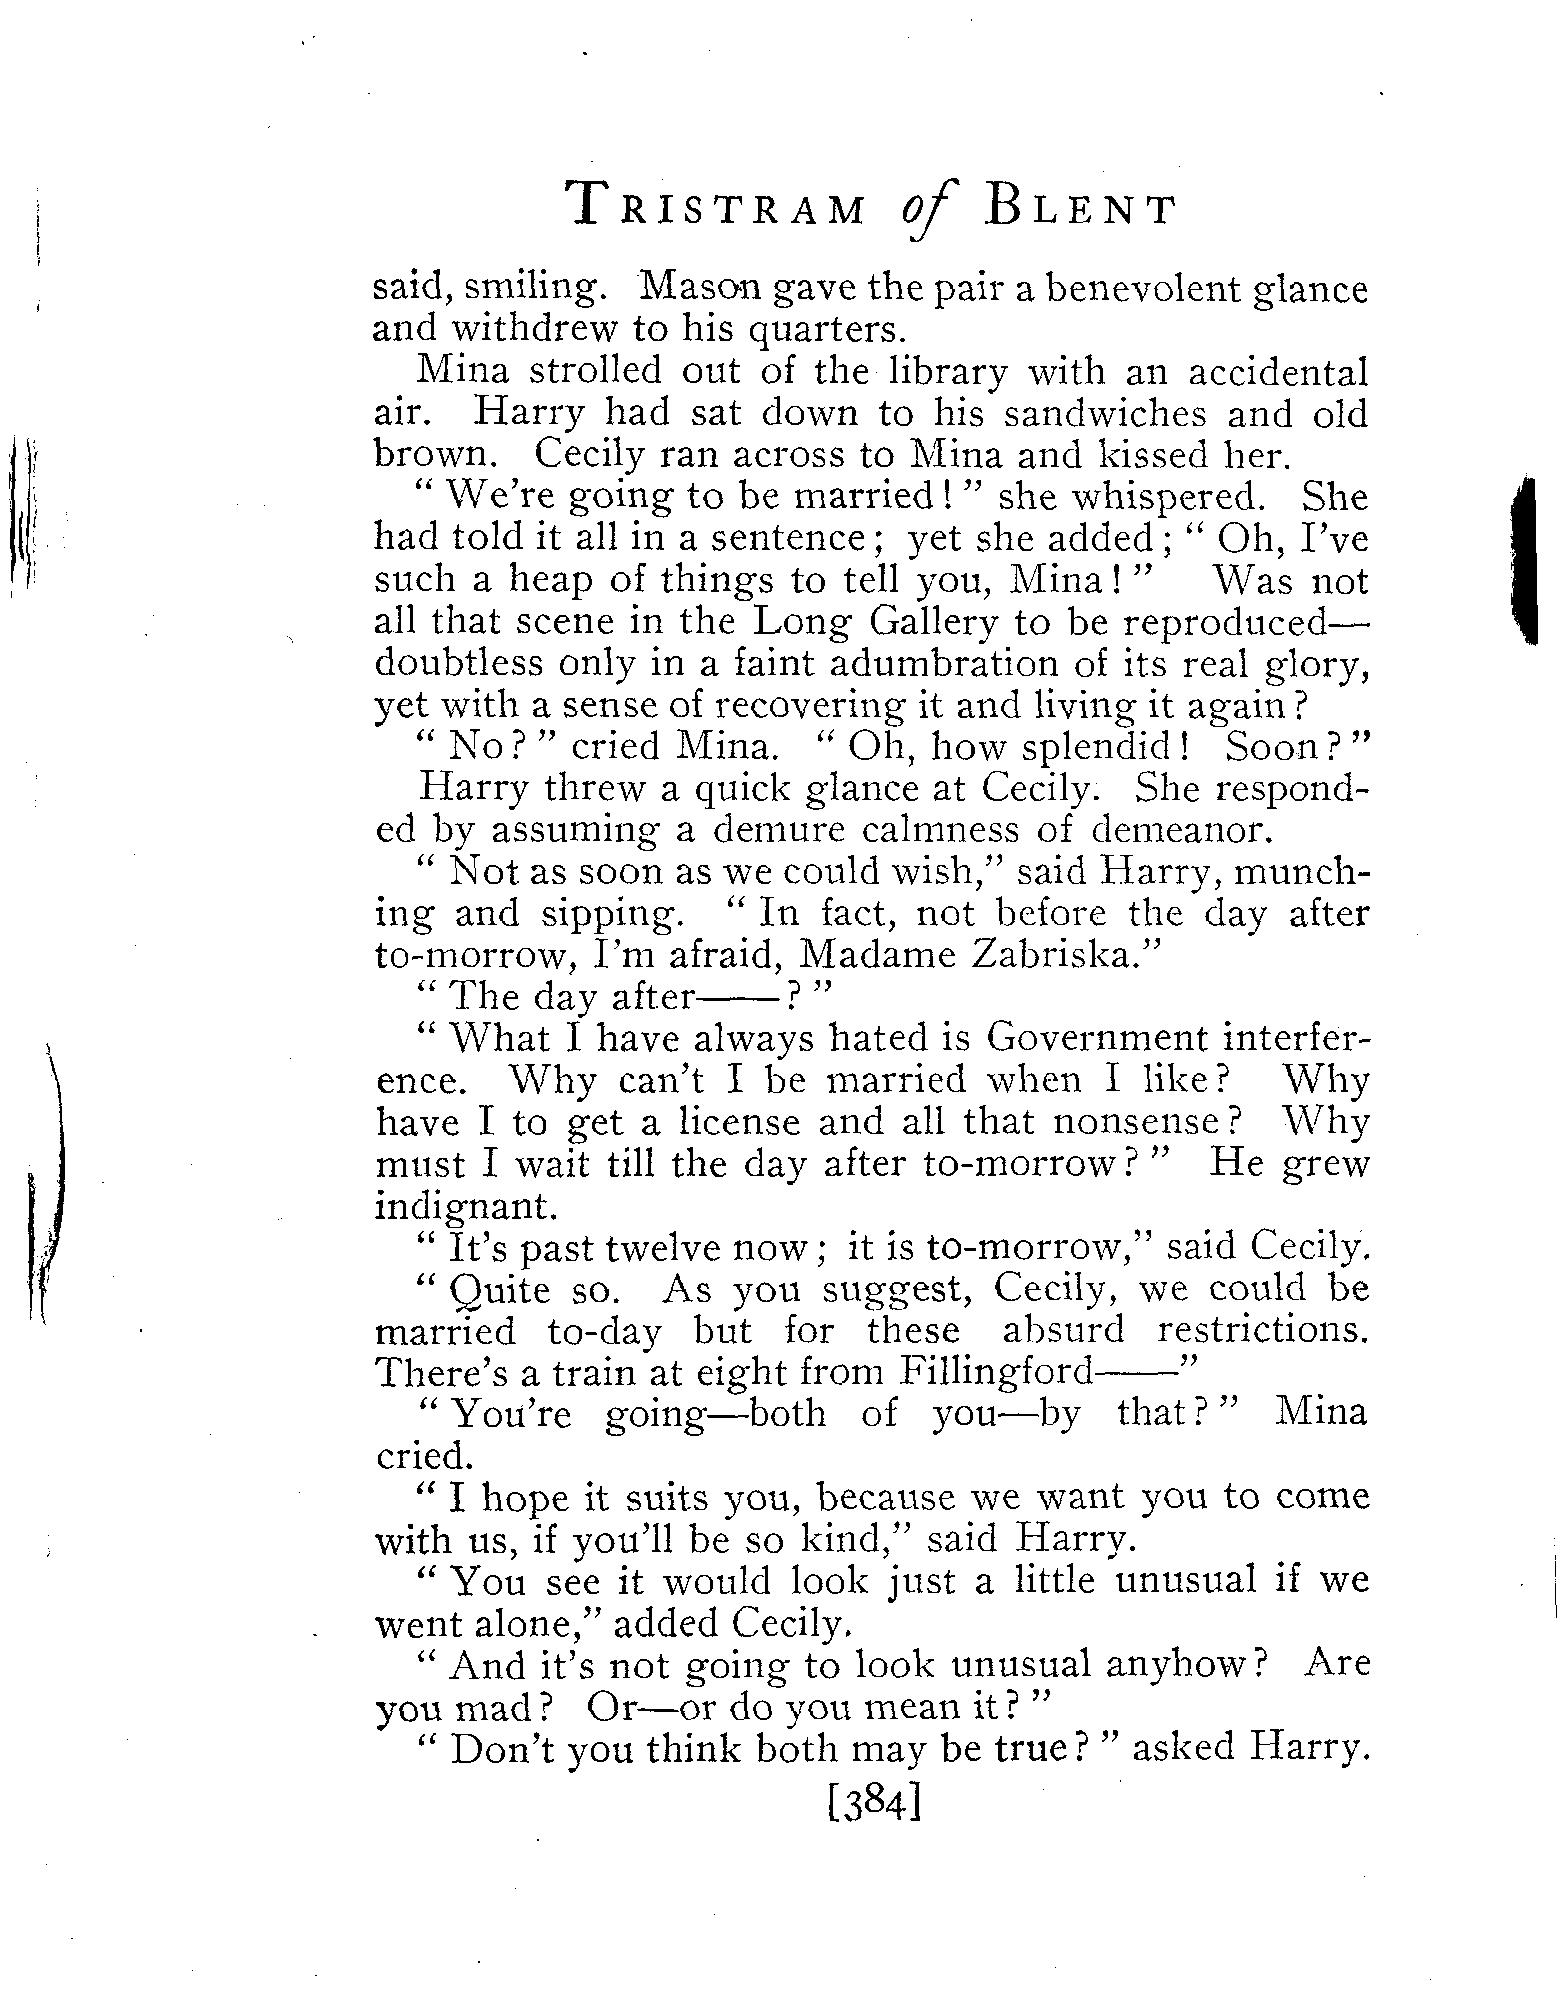 TRISTRAM of BLENT
said, smiling. Mason gave the pair a benevolent glance
and withdrew to his quarters.
Mina strolled out of the library with an accidental
air. Harry had sat down to his sandwiches and old
brown. Cecily ran across to Mina and kissed her.
“ We're going to be married! ” she whispered. She
had told it all in a sentence; yet she added; “ Oh, I've
such a heap of things to tell you, Mina! ” Was not
all that scene in the Long Gallery to be reproduced—
doubtless only in a faint adumbration of its real glory,
yet with a sense of recovering it and living it again?
“ No? ” cried Mina. “ Oh, how splendid! Soon? ”
Harry threw a quick glance at Cecily. She respond-
ed by assuming a demure calmness of demeanor.
“ Not as soon as we could wish,” said Harry, munch-
ing and sipping. “ In fact, not before the day after
to-morrow, I'm afraid, Madame Zabriska.”
“ The day after——? ”
“ What I have always hated is Government interfer-
ence. Why can't I be married when I like? Why
have I to get a license and all that nonsense? Why
must I wait till the day after to-morrow? ” He grew
indignant.
“ It's past twelve now; it is to-morrow,” said Cecily.
“ Quite so. As you suggest, Cecily, we could be
married to-day but for these absurd restrictions.
There's a train at eight from Fillingford——”
“ You're going—both of you—by that? ” Mina
cried.
“ I hope it suits you, because we want you to come
with us, if you'll be so kind,” said Harry.
“ You see it would look just a little unusual if we
went alone,” added Cecily.
“ And it's not going to look unusual anyhow? Are
you mad? Or—or do you mean it? ”
“ Don't you think both may be true? ” asked Harry.
[384]